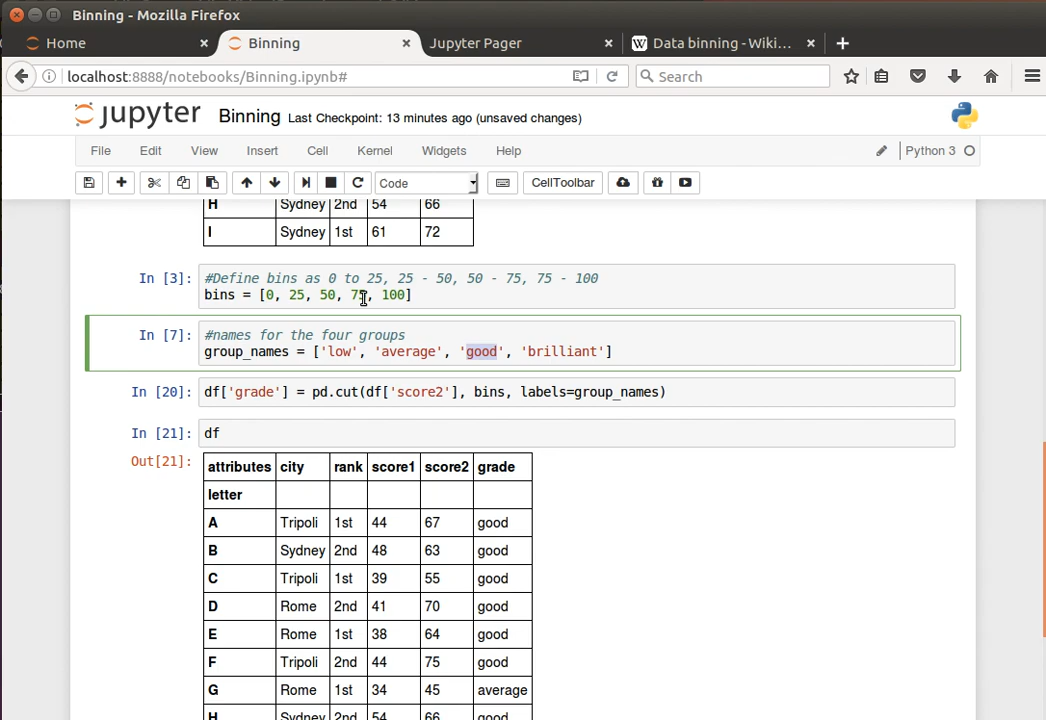 Binning - Mozilla Firefox
Home Binning Jupyter Pager Data binning - Wiki...
localhost:8888/notebooks/Binning.ipynb# Search
jupyter Binning Last Checkpoint: 13 minutes ago (unsaved changes)
File Edit View Insert Cell Kernel Widgets Help Python 3
Code CellToolbar
H Sydney 2nd 54 66
I Sydney 1st 61 72
In [3]: #Define bins as 0 to 25, 25 - 50, 50 - 75, 75 - 100
bins = [0, 25, 50, 75, 100]
In [7]: #names for the four groups
group_names = ['low', 'average', 'good', 'brilliant']
In [20]: df['grade'] = pd.cut(df['score2'], bins, labels=group_names)
In [21]: df
Out[21]: attributes city rank score1 score2 grade
letter
A Tripoli 1st 44 67 good
B Sydney 2nd 48 63 good
C Tripoli 1st 39 55 good
D Rome 2nd 41 70 good
E Rome 1st 38 64 good
F Tripoli 2nd 44 75 good
G Rome 1st 34 45 average
H Sydney 2nd 54 66 good